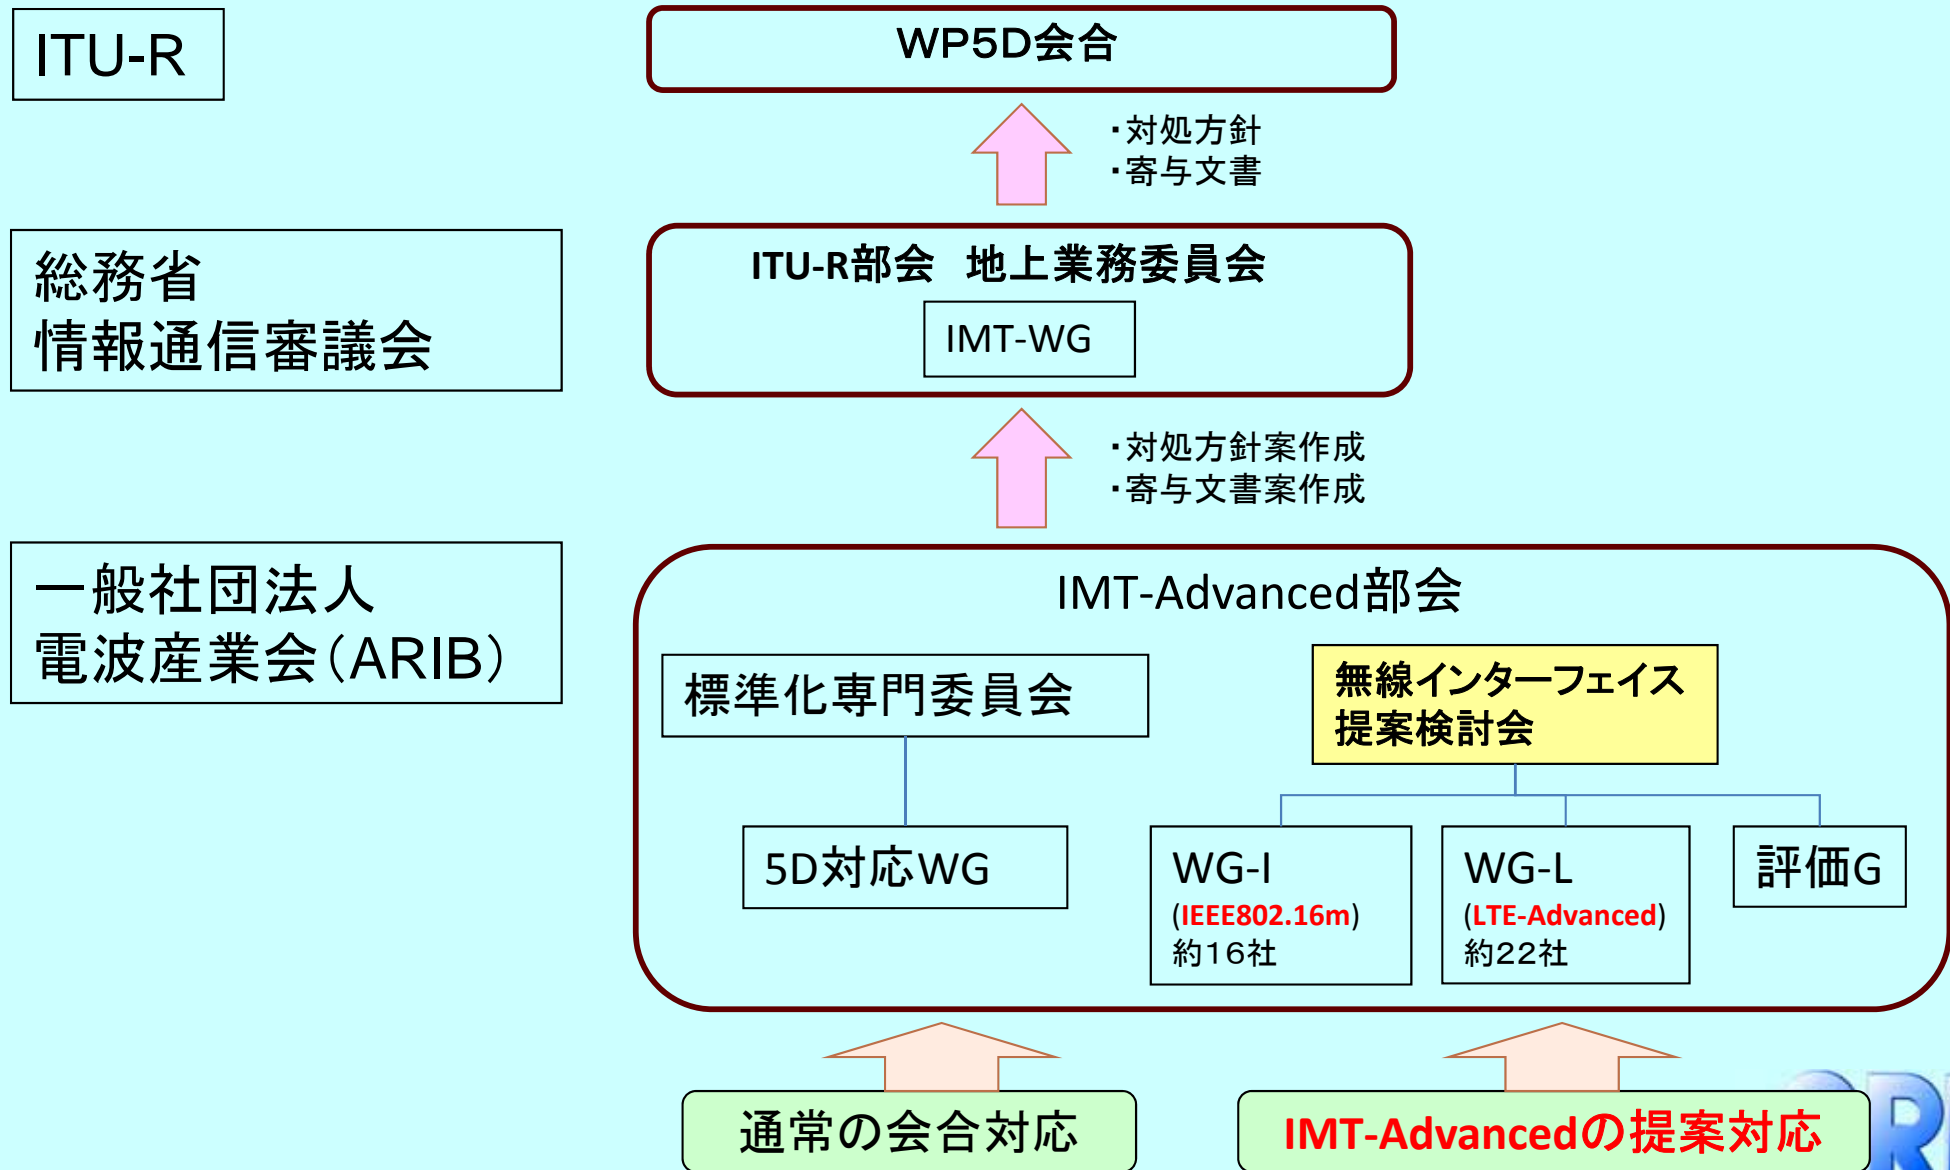 ITU-R
WP5D会合
・対処方針
・寄与文書
総務省
情報通信審議会
ITU-R部会　地上業務委員会
IMT-WG
・対処方針案作成
・寄与文書案作成
一般社団法人
電波産業会（ARIB）
IMT-Advanced部会
標準化専門委員会
無線インターフェイス
提案検討会
5D対応WG
WG-I
(IEEE802.16m)
約16社
WG-L
(LTE-Advanced)
約22社
評価G
通常の会合対応
IMT-Advancedの提案対応